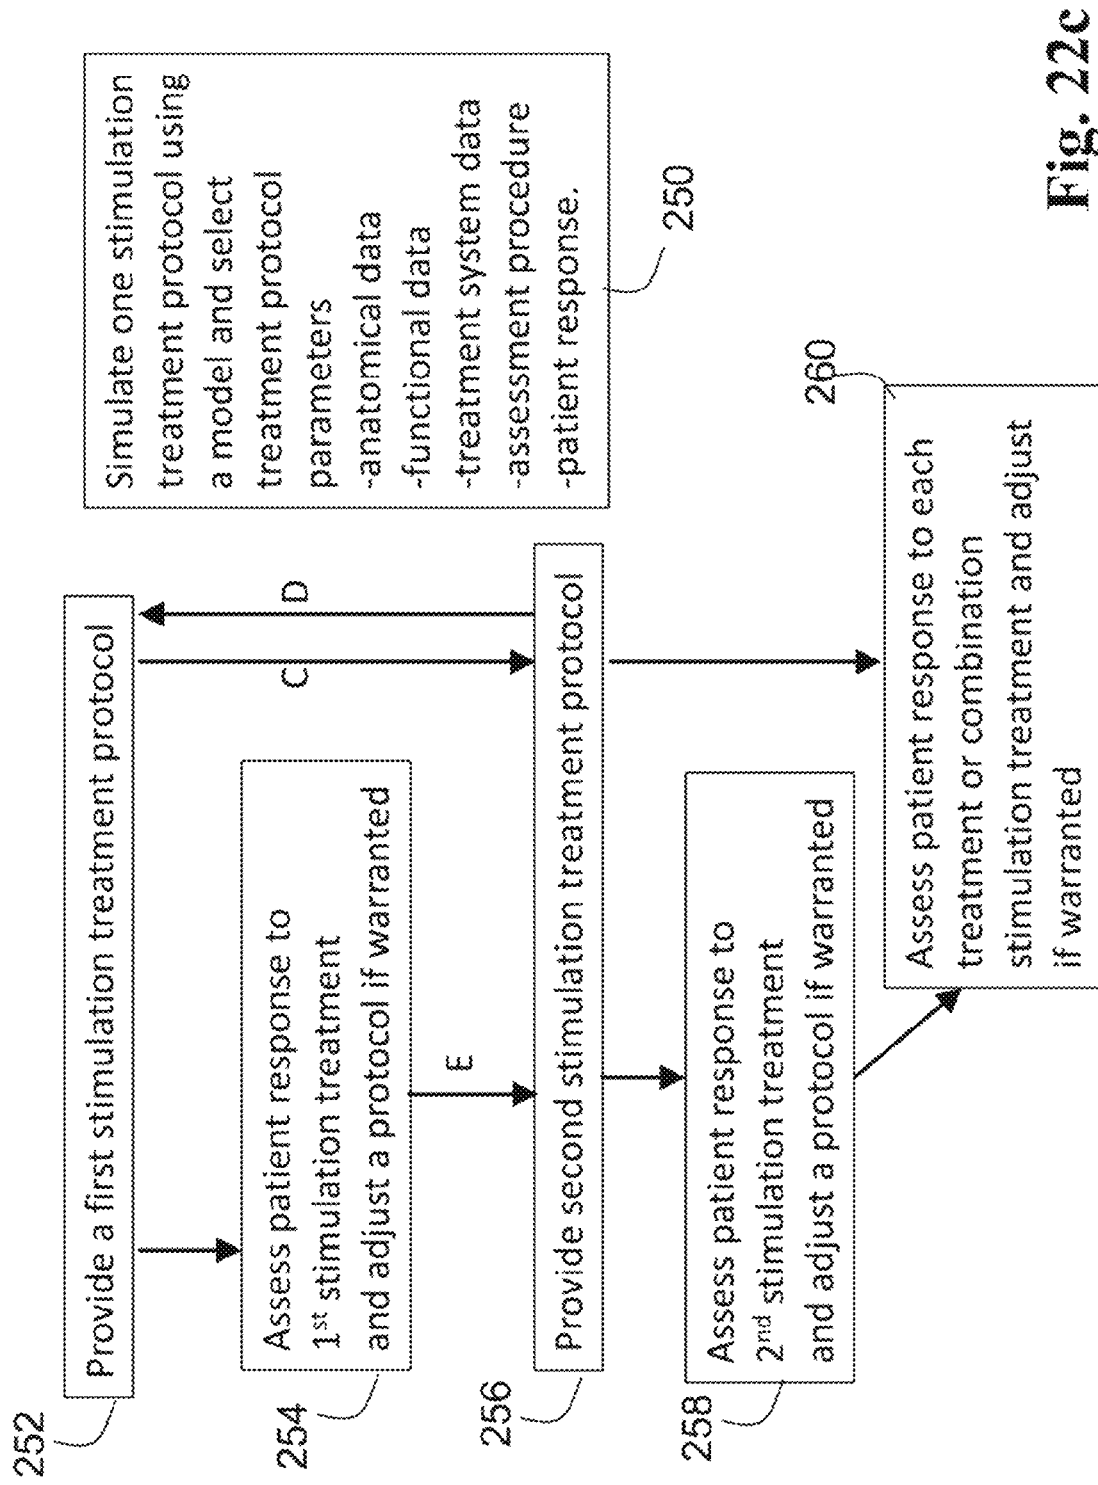 252
Provide a first stimulation treatment protocol
254
Assess patient response to
1st stimulation treatment
and adjust a protocol if warranted
C
D
E
256
Provide second stimulation treatment protocol
258
Assess patient response to
2nd stimulation treatment
and adjust a protocol if warranted
260
Assess patient response to each
treatment or combination
stimulation treatment and adjust
if warranted
Simulate one stimulation
treatment protocol using
a model and select
treatment protocol
parameters
-anatomical data
-functional data
-treatment system data
-assessment procedure
-patient response.
250
Fig. 22c